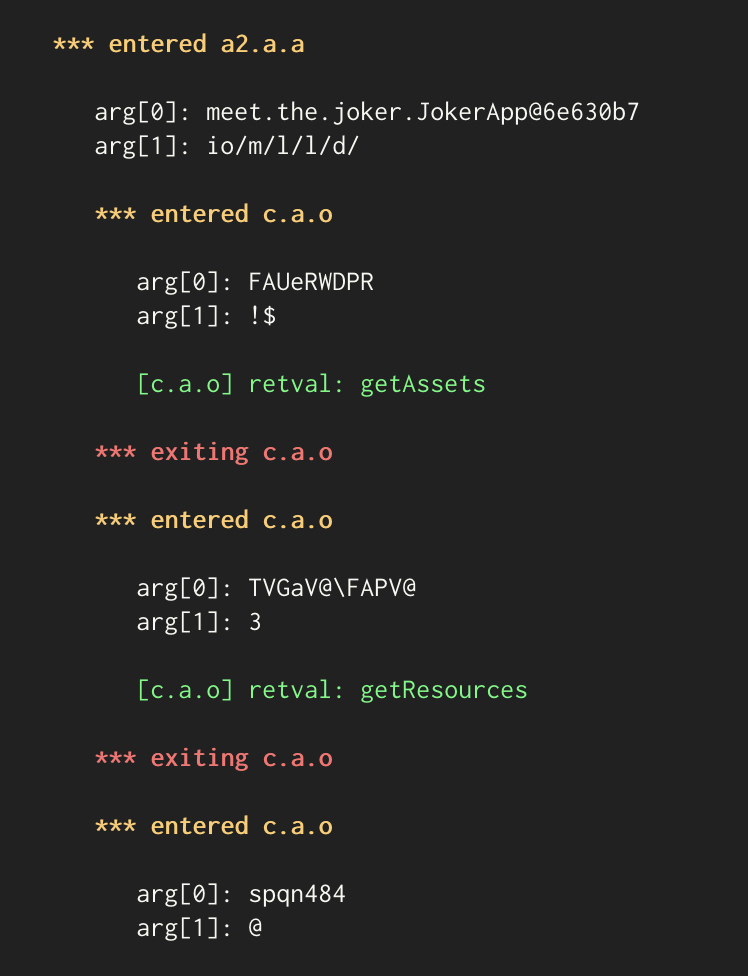 *** entered a2.a.a
arg[0]: meet.the.joker.JokerApp@6e630b7
arg[1]: io/m/l/l/d/
*** entered c.a.o
arg[0]: FAUeRWDPR
arg[1]: !$
[c.a.o] retval: getAssets
*** exiting c.a.o
*** entered c.a.o
arg[0]: TVGaV@\FAPV@
arg[1]: 3
[c.a.o] retval: getResources
*** exiting c.a.o
*** entered c.a.o
arg[0]: spqn484
arg[1]: @